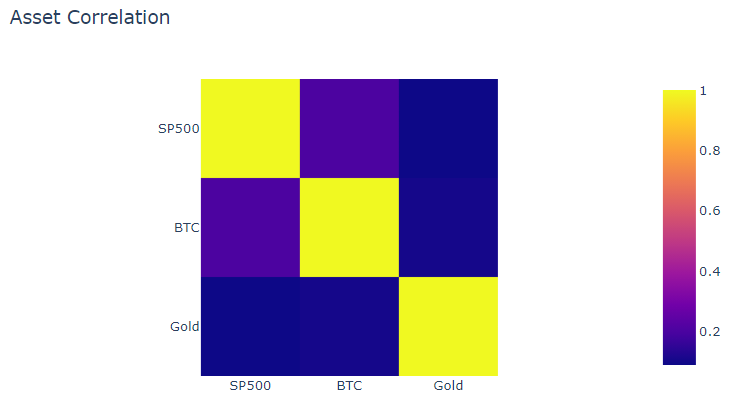 Asset Correlation
SP500
BTC
Gold
SP500 BTC Gold
1
0.8
0.6
0.4
0.2